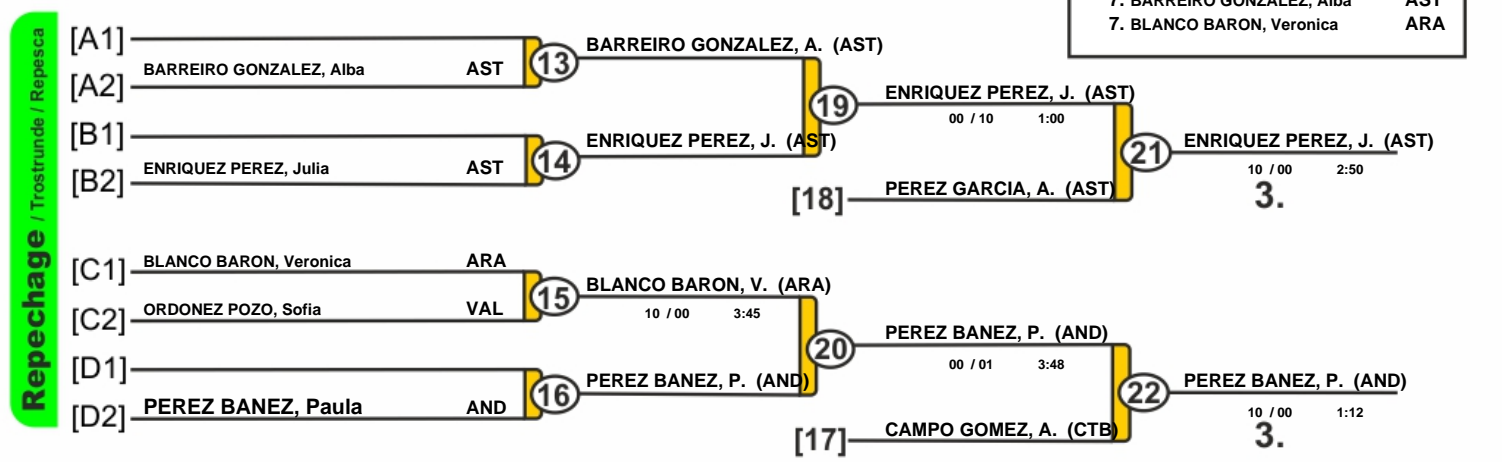 7. BARREIRO GONZALEZ, Alba AST
7. BLANCO BARON, Veronica ARA
Repechage / Trostrunde / Repesca
[A1]
BARREIRO GONZALEZ, Alba AST
[A2]
13
BARREIRO GONZALEZ, A. (AST)
[B1]
ENRIQUEZ PEREZ, Julia AST
[B2]
14
ENRIQUEZ PEREZ, J. (AST)
19
ENRIQUEZ PEREZ, J. (AST)
00 / 10 1:00
[18]
PEREZ GARCIA, A. (AST)
21
ENRIQUEZ PEREZ, J. (AST)
10 / 00 2:50
3.
[C1]
BLANCO BARON, Veronica ARA
[C2]
ORDONEZ POZO, Sofia VAL
15
BLANCO BARON, V. (ARA)
10 / 00 3:45
[D1]
[D2]
PEREZ BANEZ, Paula AND
16
PEREZ BANEZ, P. (AND)
20
PEREZ BANEZ, P. (AND)
00 / 01 3:48
[17]
CAMPO GOMEZ, A. (CTB)
22
PEREZ BANEZ, P. (AND)
10 / 00 1:12
3.